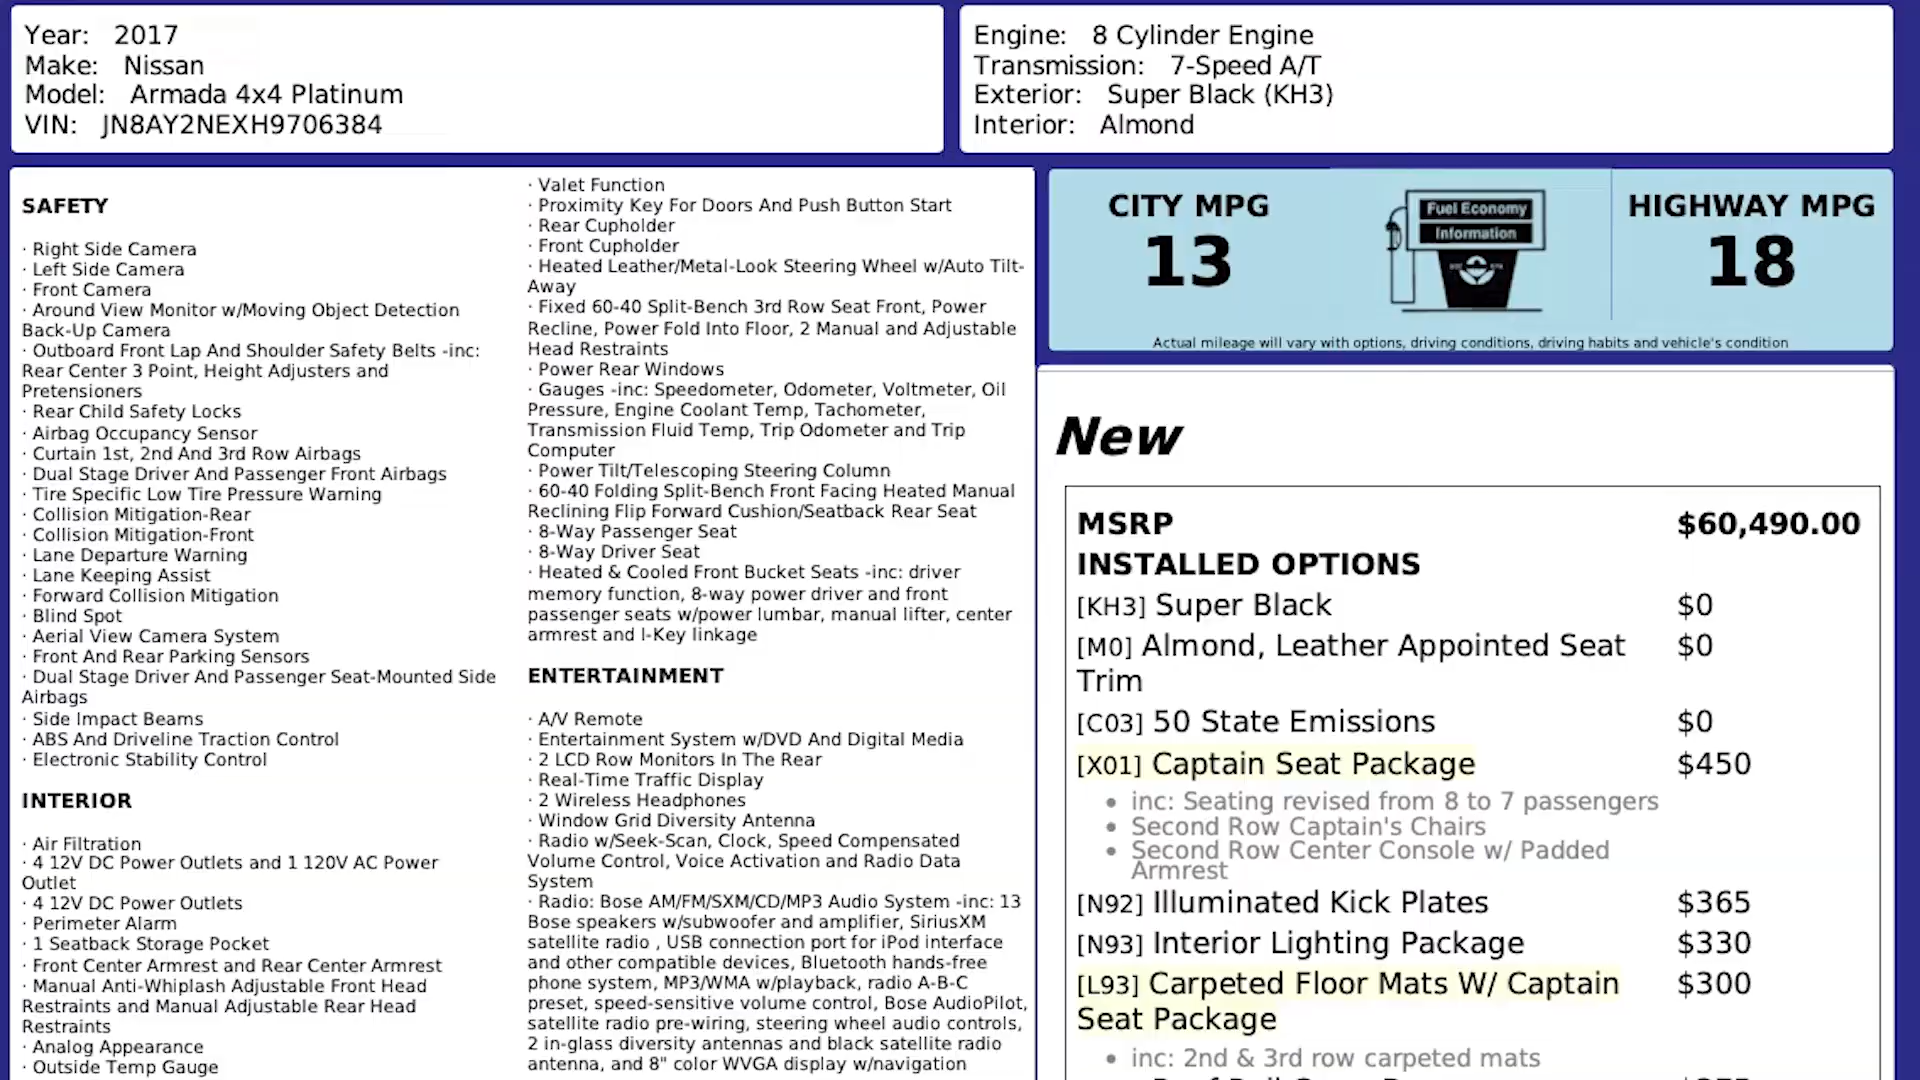 Year: 2017
Make: Nissan
Model: Armada 4x4 Platinum
VIN: JN8AY2NEXH9706384
Engine: 8 Cylinder Engine
Transmission: 7-Speed A/T
Exterior: Super Black (KH3)
Interior: Almond
SAFETY
· Right Side Camera
· Left Side Camera
· Front Camera
· Around View Monitor w/Moving Object Detection
Back-Up Camera
· Outboard Front Lap And Shoulder Safety Belts -inc:
Rear Center 3 Point, Height Adjusters and
Pretensioners
· Rear Child Safety Locks
· Airbag Occupancy Sensor
· Curtain 1st, 2nd And 3rd Row Airbags
· Dual Stage Driver And Passenger Front Airbags
· Tire Specific Low Tire Pressure Warning
· Collision Mitigation-Rear
· Collision Mitigation-Front
· Lane Departure Warning
· Lane Keeping Assist
· Forward Collision Mitigation
· Blind Spot
· Aerial View Camera System
· Front And Rear Parking Sensors
· Dual Stage Driver And Passenger Seat-Mounted Side
Airbags
· Side Impact Beams
· ABS And Driveline Traction Control
· Electronic Stability Control
INTERIOR
· Air Filtration
· 4 12V DC Power Outlets and 1 120V AC Power
Outlet
· 4 12V DC Power Outlets
· Perimeter Alarm
· 1 Seatback Storage Pocket
· Front Center Armrest and Rear Center Armrest
· Manual Anti-Whiplash Adjustable Front Head
Restraints and Manual Adjustable Rear Head
Restraints
· Analog Appearance
· Outside Temp Gauge
· Valet Function
· Proximity Key For Doors And Push Button Start
· Rear Cupholder
· Front Cupholder
· Heated Leather/Metal-Look Steering Wheel w/Auto Tilt-
Away
· Fixed 60-40 Split-Bench 3rd Row Seat Front, Power
Recline, Power Fold Into Floor, 2 Manual and Adjustable
Head Restraints
· Power Rear Windows
· Gauges -inc: Speedometer, Odometer, Voltmeter, Oil
Pressure, Engine Coolant Temp, Tachometer,
Transmission Fluid Temp, Trip Odometer and Trip
Computer
· Power Tilt/Telescoping Steering Column
· 60-40 Folding Split-Bench Front Facing Heated Manual
Reclining Flip Forward Cushion/Seatback Rear Seat
· 8-Way Passenger Seat
· 8-Way Driver Seat
· Heated & Cooled Front Bucket Seats -inc: driver
memory function, 8-way power driver and front
passenger seats w/power lumbar, manual lifter, center
armrest and I-Key linkage
ENTERTAINMENT
· A/V Remote
· Entertainment System w/DVD And Digital Media
· 2 LCD Row Monitors In The Rear
· Real-Time Traffic Display
· 2 Wireless Headphones
· Window Grid Diversity Antenna
· Radio w/Seek-Scan, Clock, Speed Compensated
Volume Control, Voice Activation and Radio Data
System
· Radio: Bose AM/FM/SXM/CD/MP3 Audio System -inc: 13
Bose speakers w/subwoofer and amplifier, SiriusXM
satellite radio , USB connection port for iPod interface
and other compatible devices, Bluetooth hands-free
phone system, MP3/WMA w/playback, radio A-B-C
preset, speed-sensitive volume control, Bose AudioPilot,
satellite radio pre-wiring, steering wheel audio controls,
2 in-glass diversity antennas and black satellite radio
antenna, and 8" color WVGA display w/navigation
CITY MPG
13
Fuel Economy
Information
HIGHWAY MPG
18
Actual mileage will vary with options, driving conditions, driving habits and vehicle's condition
New
MSRP $60,490.00
INSTALLED OPTIONS
[KH3] Super Black $0
[M0] Almond, Leather Appointed Seat $0
Trim
[C03] 50 State Emissions $0
[X01] Captain Seat Package $450
• inc: Seating revised from 8 to 7 passengers
• Second Row Captain's Chairs
• Second Row Center Console w/ Padded
Armrest
[N92] Illuminated Kick Plates $365
[N93] Interior Lighting Package $330
[L93] Carpeted Floor Mats W/ Captain $300
Seat Package
• inc: 2nd & 3rd row carpeted mats